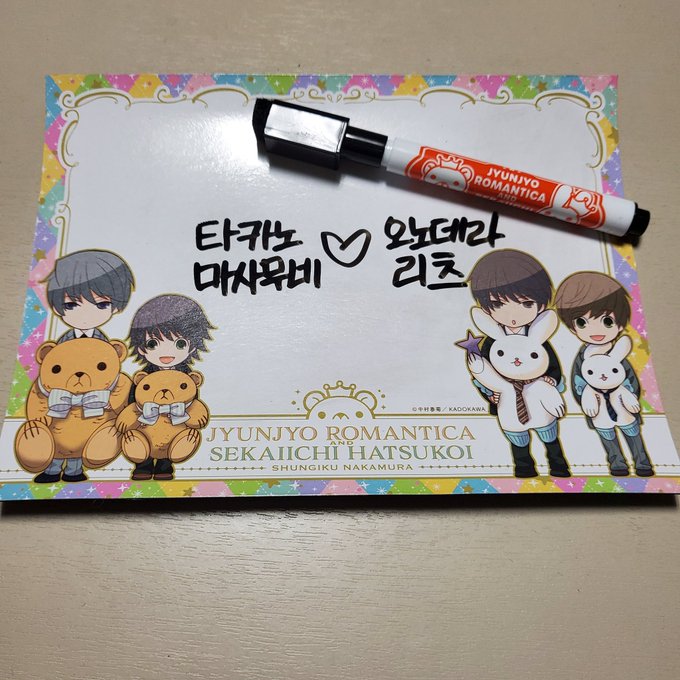 JYUNJYO
ROMANTICA
AND
타카노 ♡ 오노데라
마사무네 리츠
©中村春菊/KADOKAWA
JYUNJYO ROMANTICA
AND
SEKAIICHI HATSUKOI
SHUNGIKU NAKAMURA